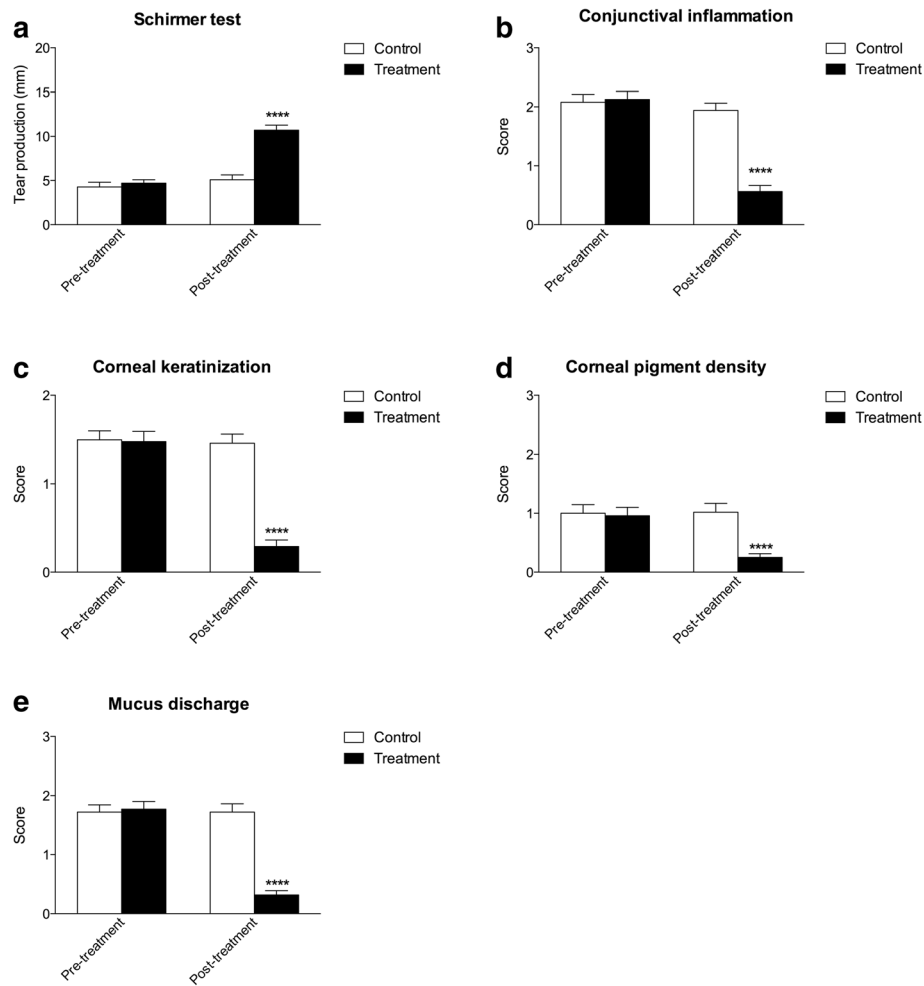 a
Schirmer test
Tear production (mm)
20
15
10
5
0
****
Pre-treatment
Post-treatment
Control
Treatment
b
Conjunctival inflammation
Score
3
2
1
0
****
Pre-treatment
Post-treatment
Control
Treatment
c
Corneal keratinization
Score
2
1
0
****
Pre-treatment
Post-treatment
Control
Treatment
d
Corneal pigment density
Score
3
2
1
0
****
Pre-treatment
Post-treatment
Control
Treatment
e
Mucus discharge
Score
3
2
1
0
****
Pre-treatment
Post-treatment
Control
Treatment